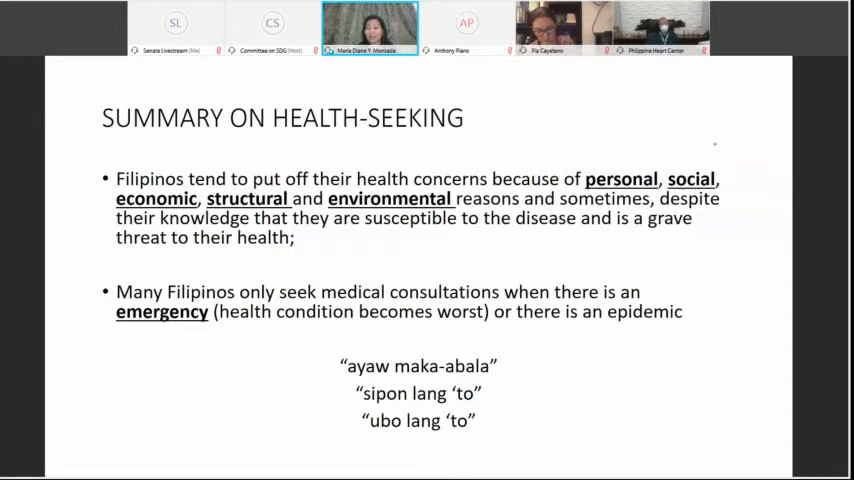 SL
CS
AP
Senate Livestream (Me)
Committee on SDG (Host)
Maria Diane Y. Monsada
Anthony Piano
Pia Cayetano
Philippine Heart Center
SUMMARY ON HEALTH-SEEKING
• Filipinos tend to put off their health concerns because of personal, social,
economic, structural and environmental reasons and sometimes, despite
their knowledge that they are susceptible to the disease and is a grave
threat to their health;
• Many Filipinos only seek medical consultations when there is an
emergency (health condition becomes worst) or there is an epidemic
“ayaw maka-abala”
“sipon lang ‘to”
“ubo lang ‘to”